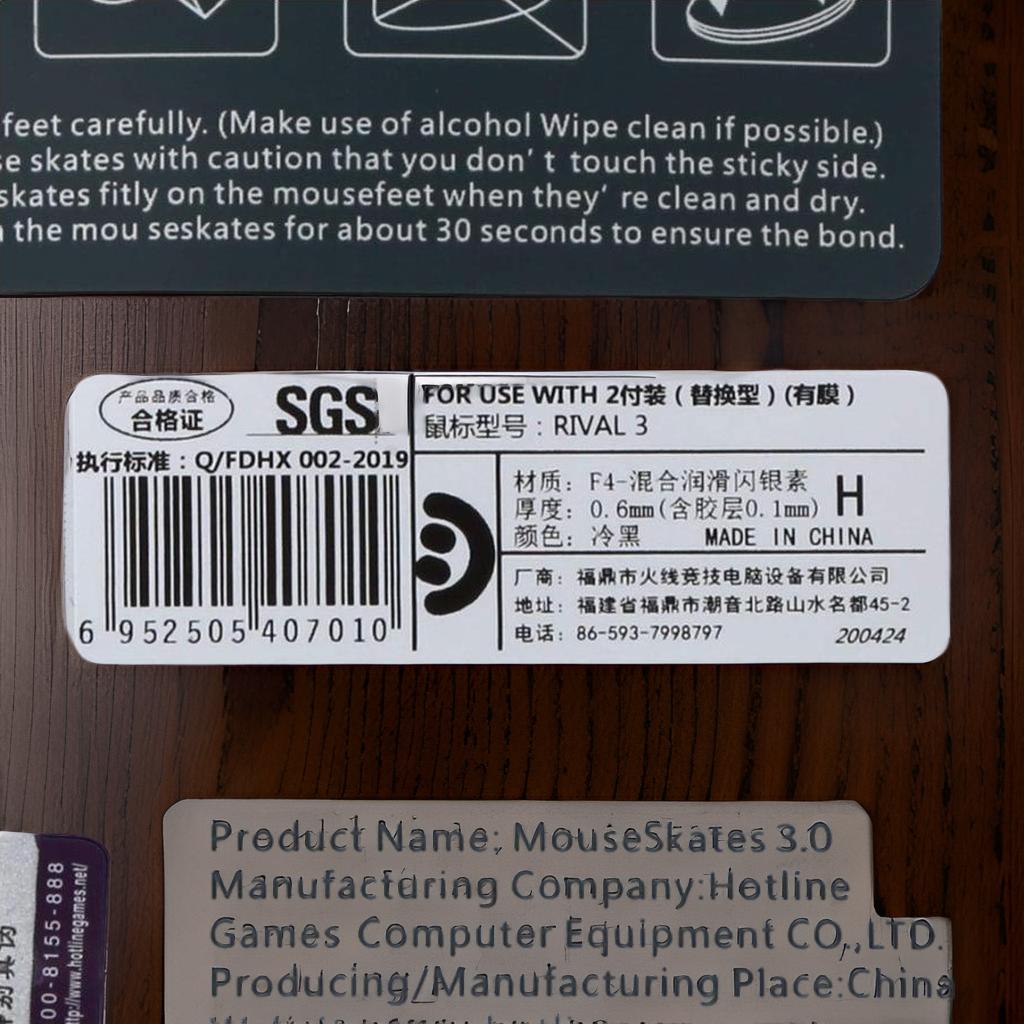 feet carefully. (Make use of alcohol Wipe clean if possible.)
skates with caution that you don’ t touch the sticky side.
skates fitly on the mousefeet when they’ re clean and dry.
the mou seskates for about 30 seconds to ensure the bond.
产品品质合格
合格证
SGS
执行标准：Q/FDHX 002-2019
6 952505 407010
FOR USE WITH 2付装（替换型）(有膜）
鼠标型号：RIVAL 3
材质：F4-混合润滑闪银素
厚度：0.6mm(含胶层0.1mm)
H
颜色：冷黑 MADE IN CHINA
厂商：福鼎市火线竞技电脑设备有限公司
地址：福建省福鼎市潮音北路山水名都45-2
电话：86-593-7998797
200424
00-8155-888
http://www.hotlinegames.net/
Product Name; MouseSkates 3.0
Manufacturing Company:Hotline
Games Computer Equipment CO,,LTD.
Producing/Manufacturing Place:China